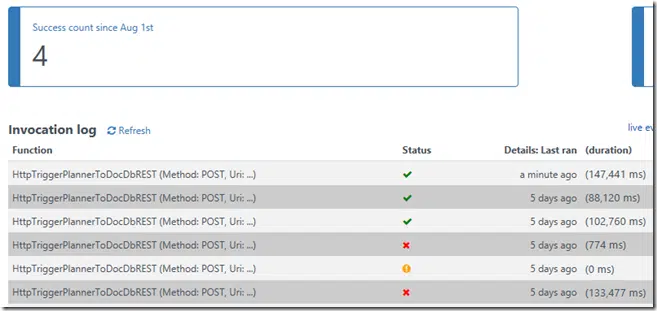 Success count since Aug 1st
4
Invocation log Refresh live ev
Function Status Details: Last ran (duration)
HttpTriggerPlannerToDocDbREST (Method: POST, Uri: ...) a minute ago (147,441 ms)
HttpTriggerPlannerToDocDbREST (Method: POST, Uri: ...) 5 days ago (88,120 ms)
HttpTriggerPlannerToDocDbREST (Method: POST, Uri: ...) 5 days ago (102,760 ms)
HttpTriggerPlannerToDocDbREST (Method: POST, Uri: ...) 5 days ago (774 ms)
HttpTriggerPlannerToDocDbREST (Method: POST, Uri: ...) 5 days ago (0 ms)
HttpTriggerPlannerToDocDbREST (Method: POST, Uri: ...) 5 days ago (133,477 ms)